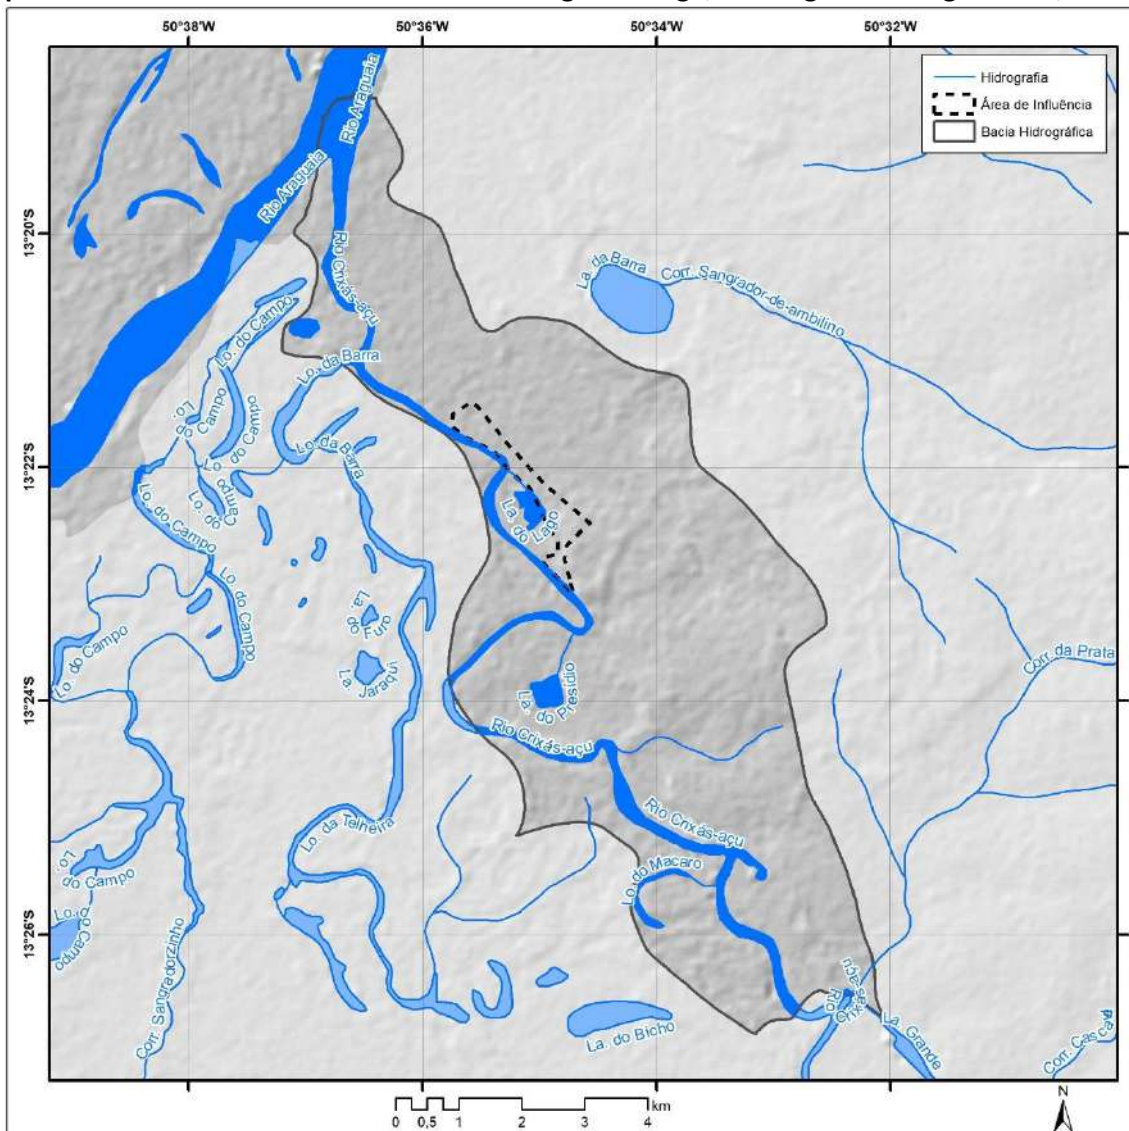 50°38'W
50°36'W
50°34'W
50°32'W
Hidrografia
Área de Influência
Bacia Hidrográfica
Rio Araguaia
Rio Araguaia
13°20'S
Rio Crixás-açu
La. da Barra
Corr. Sangrador-de-ambilino
Lo. do Campo
Lo. da Barra
Lo.
do Campo
Lo. do Campo
Lo. da Barra
13°22'S
Lo. do
Campo
Lo. do Campo
La. do Lago
Lo. do Campo
La.
do Furo
Lo. do Campo
La. Jaraqui
Corr. da Prata
13°24'S
La. do Presídio
Rio Crixás-açu
Lo. da Telheira
Rio Crixás-açu
Lo.
do Campo
Lo. do Macaro
Lo. do
Campo
13°26'S
Corr. Sangradorzinho
Rio
Crixás-açu
La. Grande
La. do Bicho
Corr. Cascavel
0 0,5 1 2 3 4
km
N